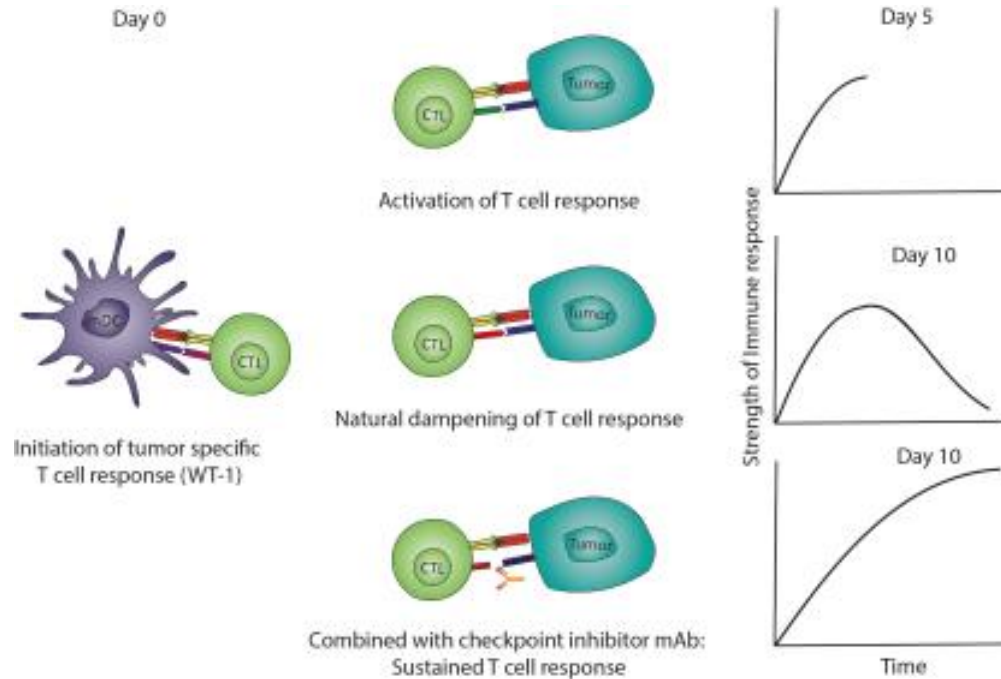 Day 0
Initiation of tumor specific
T cell response (WT-1)
CTL
CTL
Tumor
Activation of T cell response
CTL
Tumor
Natural dampening of T cell response
CTL
Tumor
Combined with checkpoint inhibitor mAb:
Sustained T cell response
Strength of Immune response
Day 5
Day 10
Day 10
Time